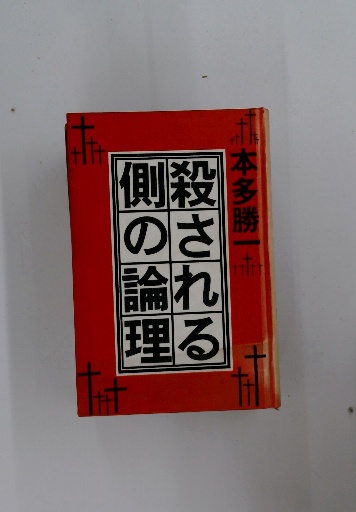 本多勝一
殺される
側の論理